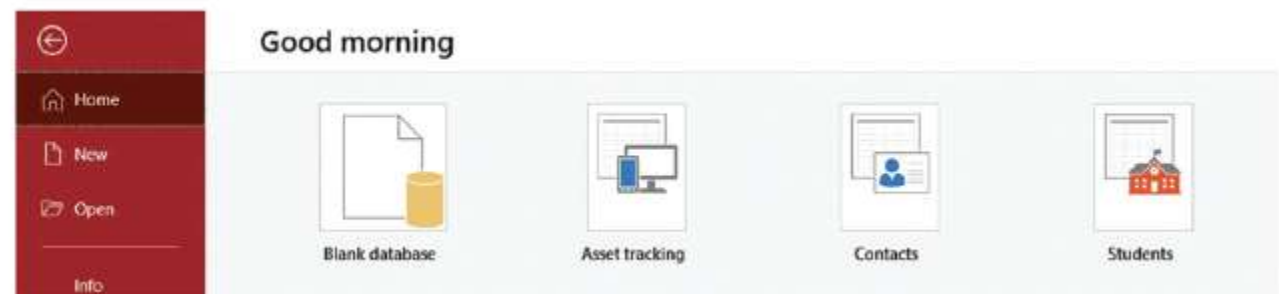 Good morning
Home
New
Open
Info
Blank database
Asset tracking
Contacts
Students